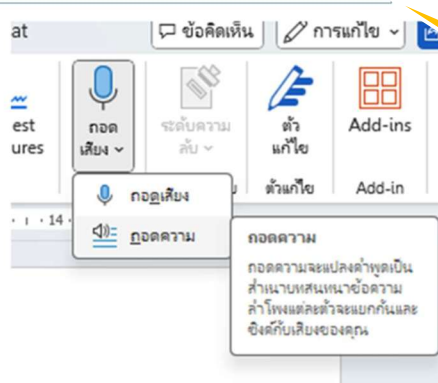 at
ข้อคิดเห็น
การแก้ไข
est
ures
ถอด
เสียง
ระดับความ
ลับ
ตัว
แก้ไข
Add-ins
ตัวแก้ไข
Add-in
14
ถอดเสียง
ถอดความ
ถอดความ
ถอดความจะแปลงคำพูดเป็น
สำเนาบทสนทนาข้อความ
ลำโพงแต่ละตัวจะแยกกันและ
ซิงค์กับเสียงของคุณ